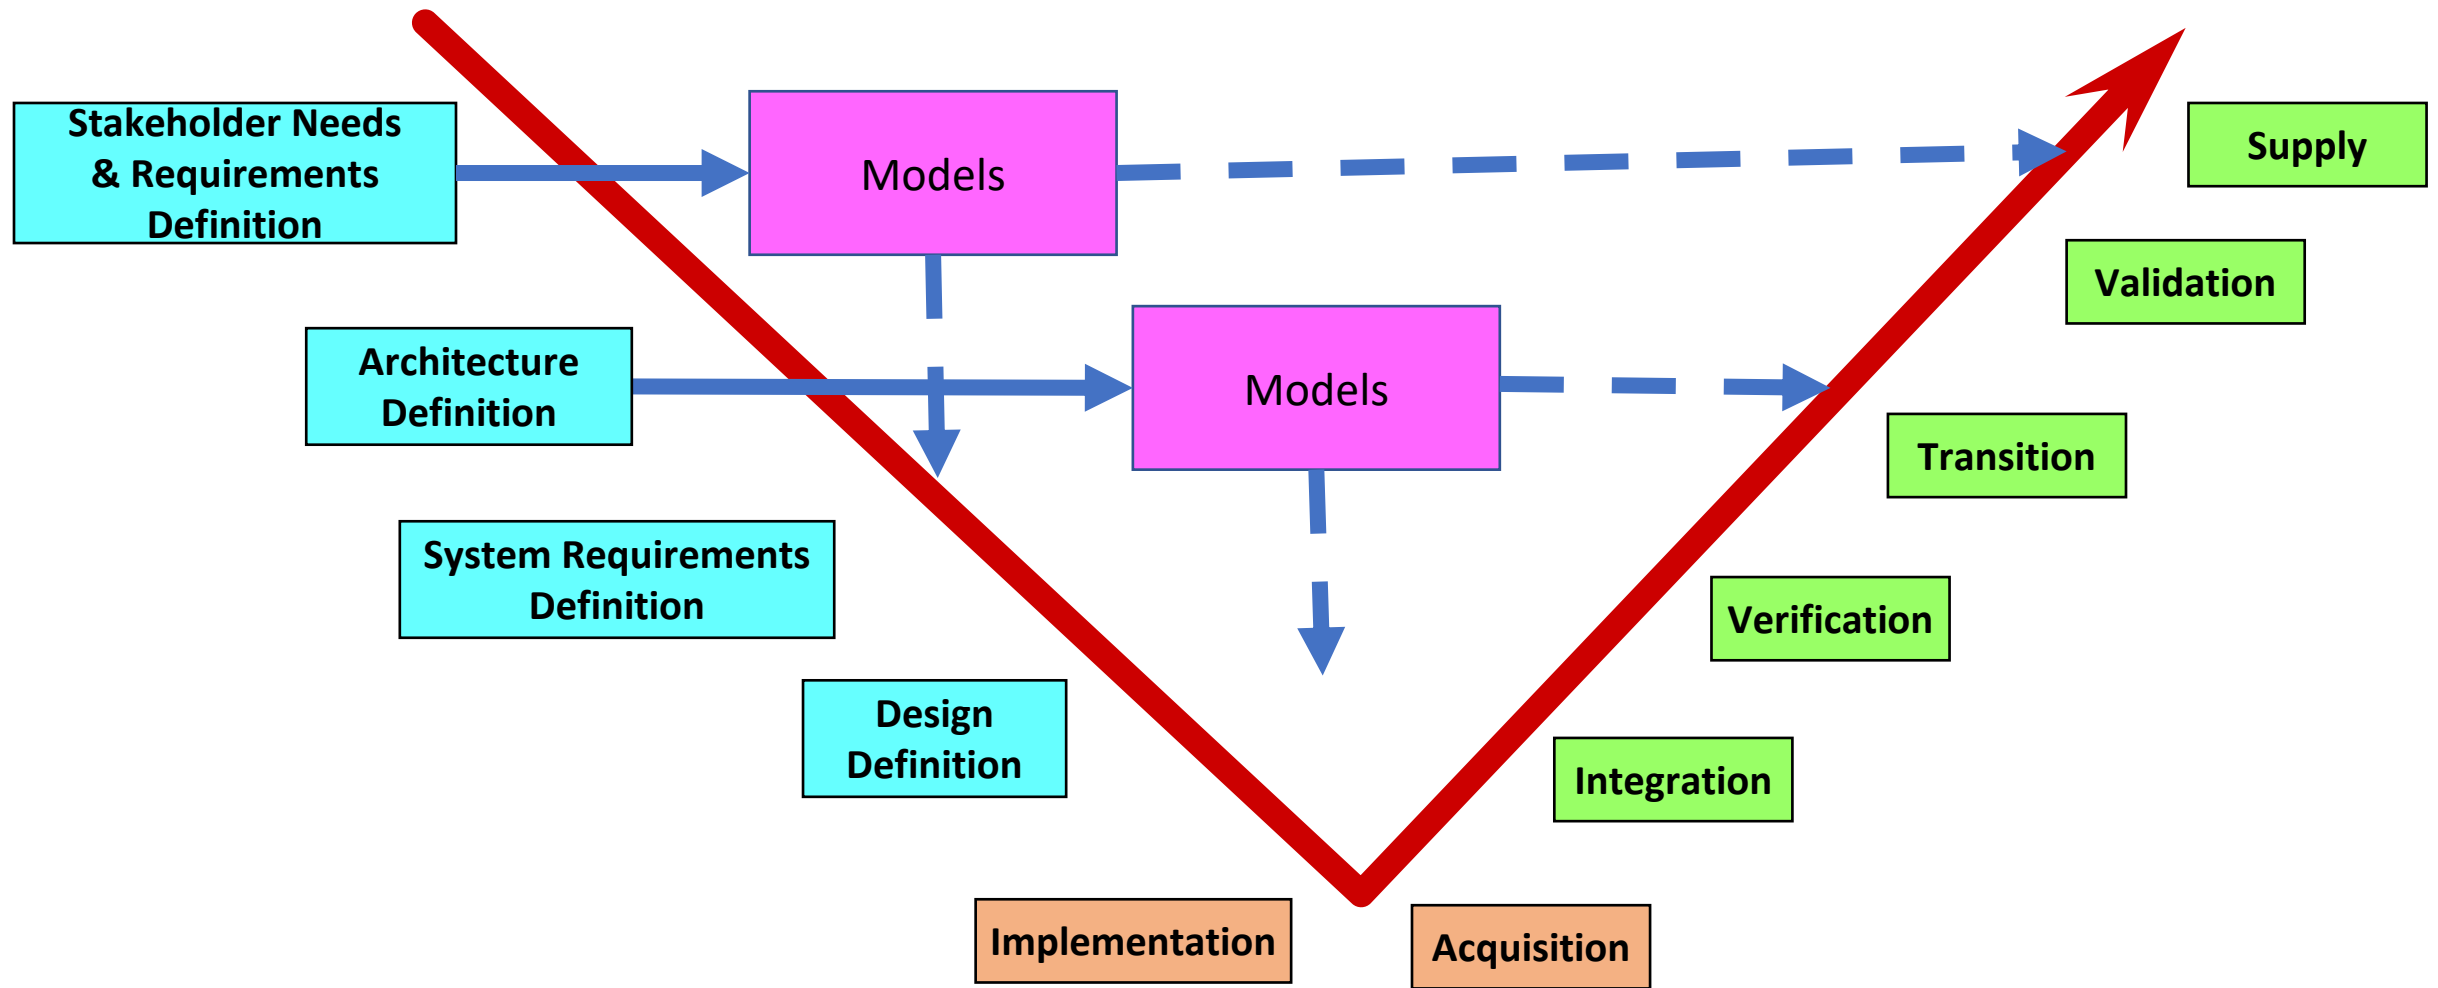 Stakeholder Needs
& Requirements
Definition
Models
Supply
Validation
Architecture
Definition
Models
Transition
System Requirements
Definition
Verification
Design
Definition
Integration
Implementation
Acquisition